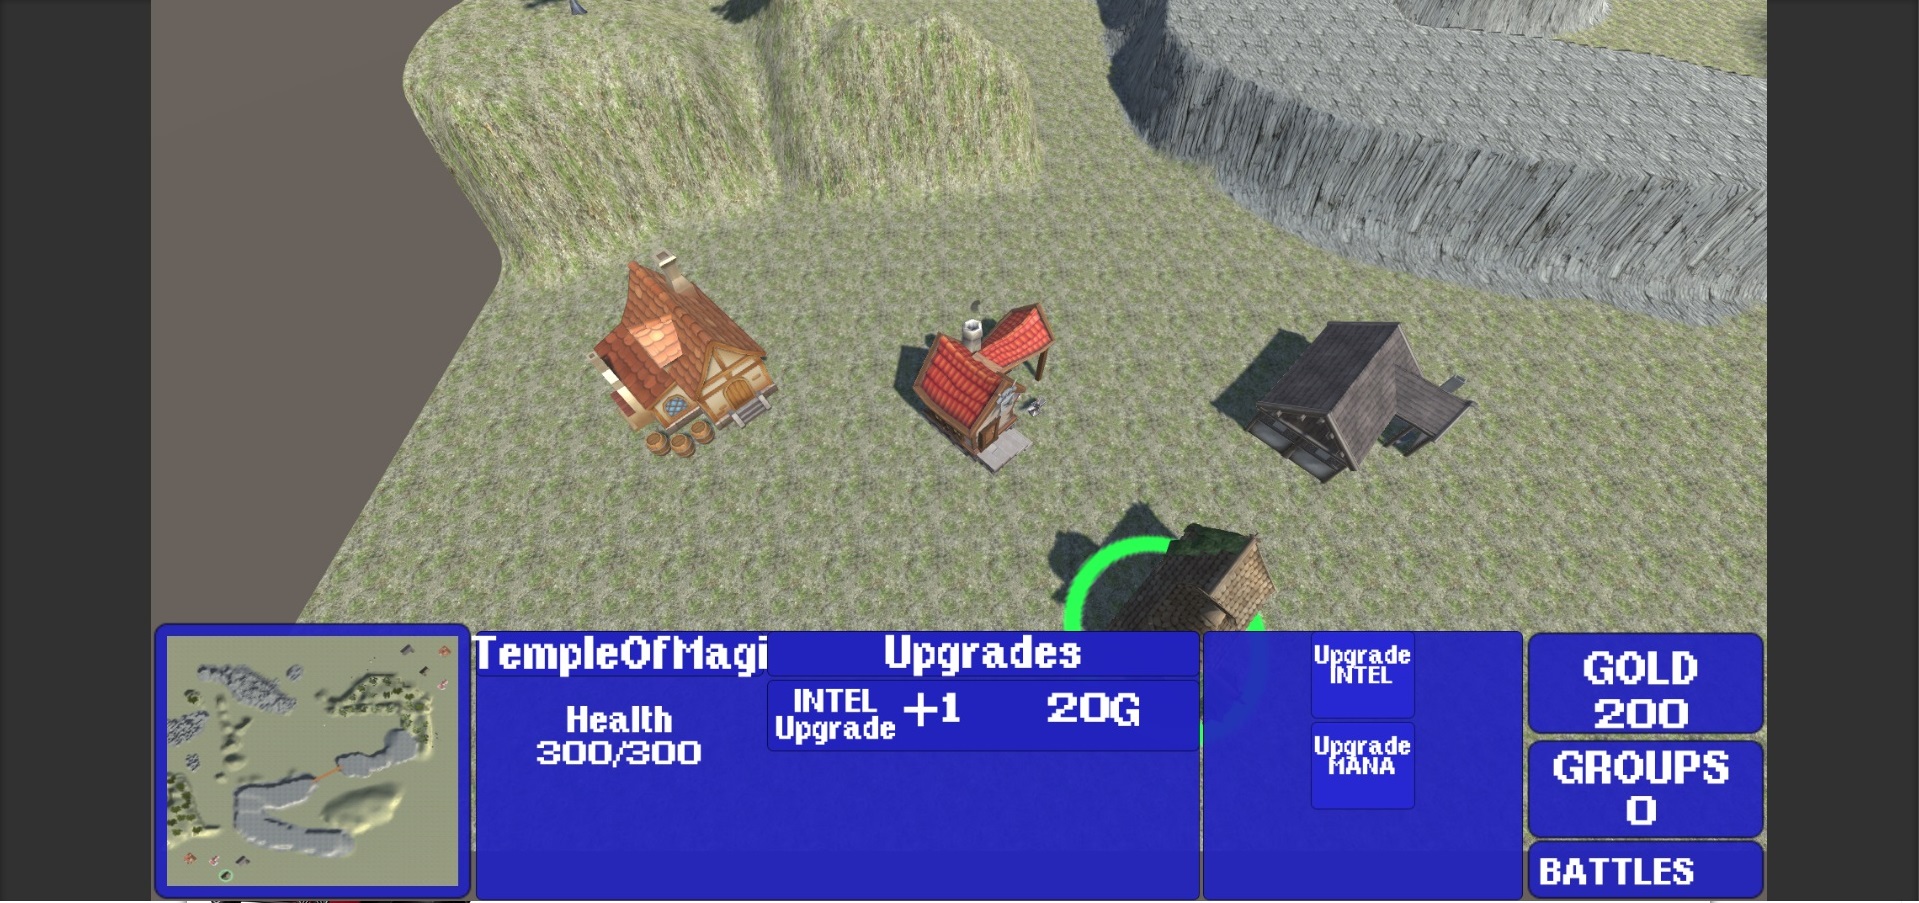 TempleOfMagi
Health
300/300
Upgrades
INTEL
Upgrade
+1
20G
Upgrade
INTEL
Upgrade
MANA
GOLD
200
GROUPS
0
BATTLES